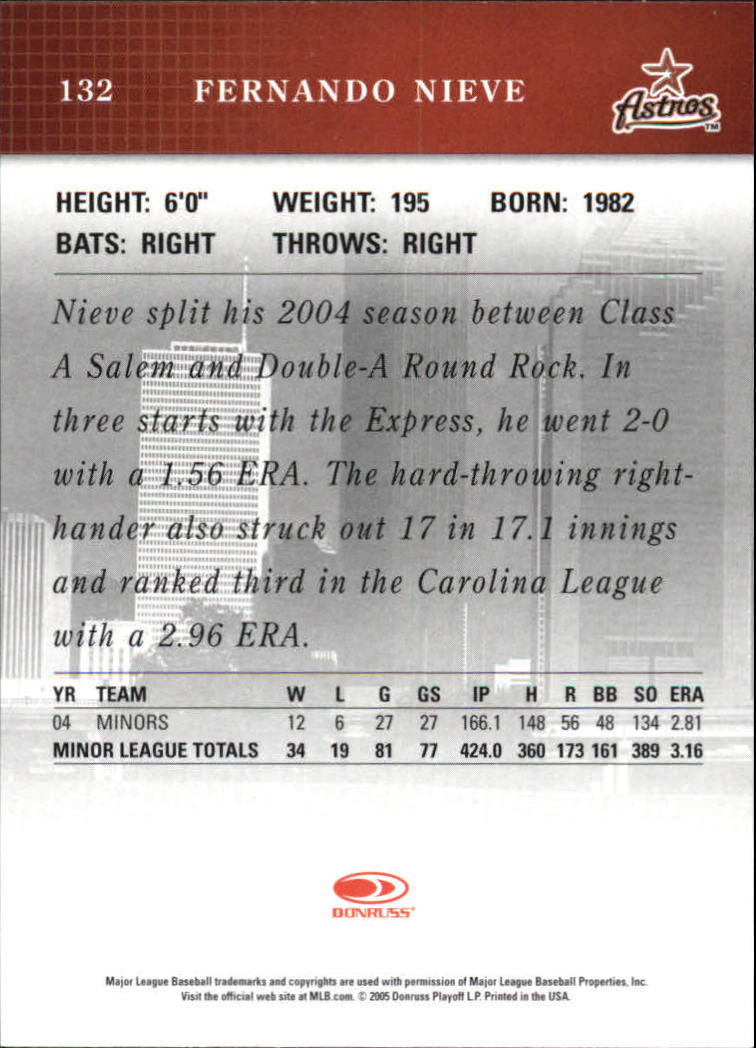 132 FERNANDO NIEVE
Astros
TM
HEIGHT: 6'0" WEIGHT: 195 BORN: 1982
BATS: RIGHT THROWS: RIGHT
Nieve split his 2004 season between Class
A Salem and Double-A Round Rock. In
three starts with the Express, he went 2-0
with a 1.56 ERA. The hard-throwing right-
hander also struck out 17 in 17.1 innings
and ranked third in the Carolina League
with a 2.96 ERA.
YR TEAM W L G GS IP H R BB SO ERA
04 MINORS 12 6 27 27 166.1 148 56 48 134 2.81
MINOR LEAGUE TOTALS 34 19 81 77 424.0 360 173 161 389 3.16
DONRUSS
Major League Baseball trademarks and copyrights are used with permission of Major League Baseball Properties, Inc.
Visit the official web site at MLB.com. © 2005 Donruss Playoff L.P. Printed in the USA.